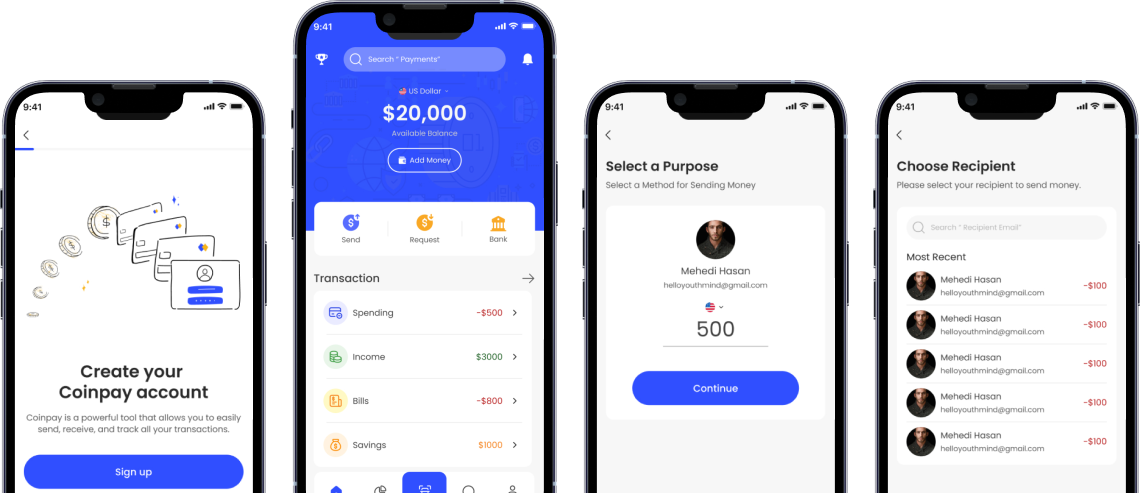 9:41
Create your
Coinpay account
Coinpay is a powerful tool that allows you to easily
send, receive, and track all your transactions.
Sign up
9:41
Search “ Payments”
US Dollar
$20,000
Available Balance
Add Money
Send
Request
Bank
Transaction
Spending
-$500
Income
$3000
Bills
-$800
Savings
$1000
9:41
Select a Purpose
Select a Method for Sending Money
Mehedi Hasan
helloyouthmind@gmail.com
500
Continue
9:41
Choose Recipient
Please select your recipient to send money.
Search “ Recipient Email”
Most Recent
Mehedi Hasan
helloyouthmind@gmail.com
-$100
Mehedi Hasan
helloyouthmind@gmail.com
-$100
Mehedi Hasan
helloyouthmind@gmail.com
-$100
Mehedi Hasan
helloyouthmind@gmail.com
-$100
Mehedi Hasan
helloyouthmind@gmail.com
-$100